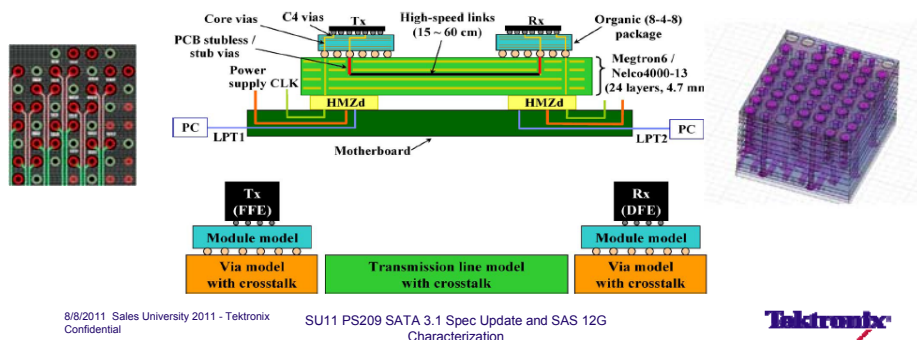 Core vias
C4 vias
Tx
High-speed links
(15 ~ 60 cm)
Rx
Organic (8-4-8)
package
PCB stubless /
stub vias
Power
supply CLK
Megtron6 /
Nelco4000-13
(24 layers, 4.7 mm
HMZd
HMZd
PC
LPT1
LPT2
PC
Motherboard
Tx
(FFE)
Rx
(DFE)
Module model
Module model
Via model
with crosstalk
Transmission line model
with crosstalk
Via model
with crosstalk
8/8/2011 Sales University 2011 - Tektronix
Confidential
SU11 PS209 SATA 3.1 Spec Update and SAS 12G
Characterization
Tektronix